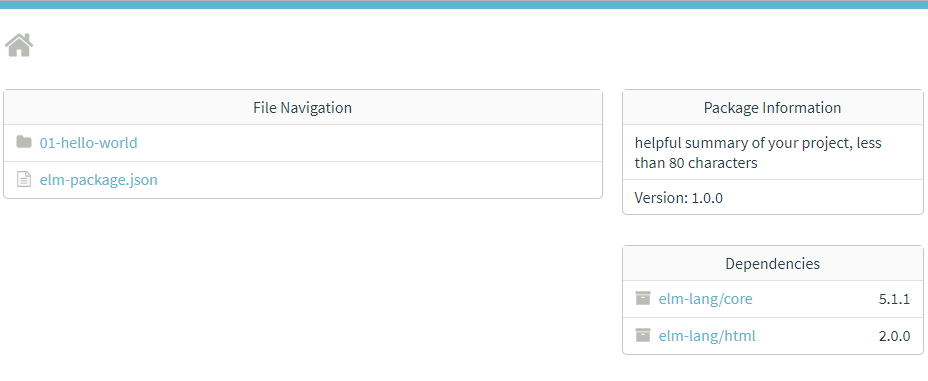 File Navigation
01-hello-world
elm-package.json
Package Information
helpful summary of your project, less
than 80 characters
Version: 1.0.0
Dependencies
elm-lang/core 5.1.1
elm-lang/html 2.0.0